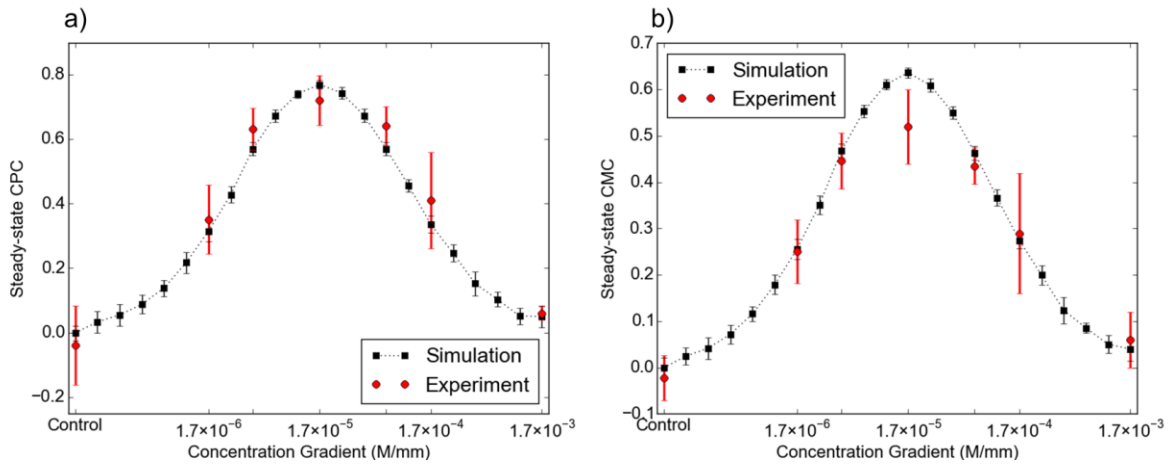 a)
Steady-state CPC
0.8
0.6
0.4
0.2
0.0
−0.2
Simulation
Experiment
Control
1.7×10⁻⁶
1.7×10⁻⁵
1.7×10⁻⁴
1.7×10⁻³
Concentration Gradient (M/mm)
b)
Steady-state CMC
0.7
0.6
0.5
0.4
0.3
0.2
0.1
0.0
−0.1
Simulation
Experiment
Control
1.7×10⁻⁶
1.7×10⁻⁵
1.7×10⁻⁴
1.7×10⁻³
Concentration Gradient (M/mm)